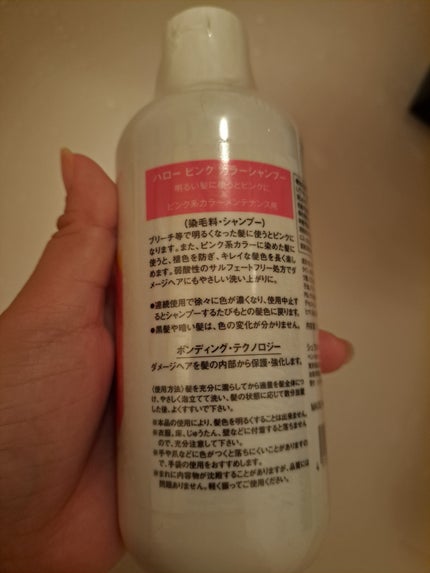 ハロー ピンク カラーシャンプー
明るい髪に使うとピンクに
&
ピンク系カラーメンテナンス用
(染毛料・シャンプー)
ブリーチ等で明るくなった髪に使うとピンクに
なります。また、ピンク系カラーに染めた髪に
使うと、褪色を防ぎ、キレイな髪色を長く楽し
めます。弱酸性のサルフェートフリー処方でダ
メージヘアにもやさしい洗い上がりに。
●連続使用で徐々に色が濃くなり、使用中止す
るとシャンプーするたびもとの髪色に戻ります。
●黒髪や暗い髪は、色の変化が分かりません。
ボンディング・テクノロジー
ダメージヘアを髪の内部から保護・強化します。
〈使用方法〉髪を充分に濡らしてから適量を髪全体につ
け、やさしく泡立てて洗い、髪の状態に応じて数分放置
した後、よくすすいで下さい。
※本品の使用により、髪色を明るくすることは出来ません。
※衣服、床、じゅうたん、壁などに付着すると落ちません
ので、充分注意して下さい。
※手や爪などに色がつくと落ちにくいことがありますの
で、手袋の使用をおすすめします。
※まれに内容物が沈殿することがありますが、品質には
問題ありません。軽く振ってご使用ください。